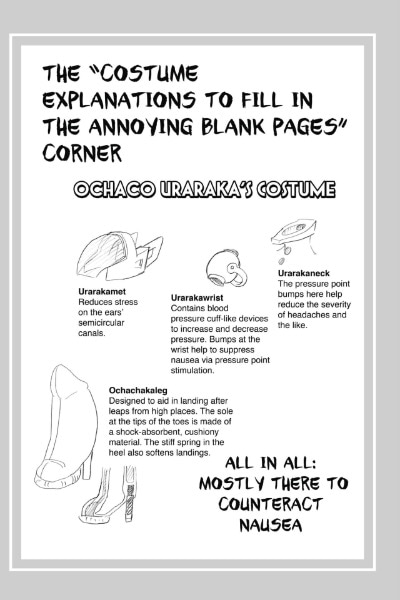 THE "COSTUME
EXPLANATIONS TO FILL IN
THE ANNOYING BLANK PAGES"
CORNER
OCHACO URARAKA'S COSTUME
Urarakamet
Reduces stress
on the ears'
semicircular
canals.
Urarakawrist
Contains blood
pressure cuff-like devices
to increase and decrease
pressure. Bumps at the
wrist help to suppress
nausea via pressure point
stimulation.
Urarakaneck
The pressure point
bumps here help
reduce the severity
of headaches and
the like.
Ochachakaleg
Designed to aid in landing after
leaps from high places. The sole
at the tips of the toes is made of
a shock-absorbent, cushiony
material. The stiff spring in the
heel also softens landings.
ALL IN ALL:
MOSTLY THERE TO
COUNTERACT
NAUSEA